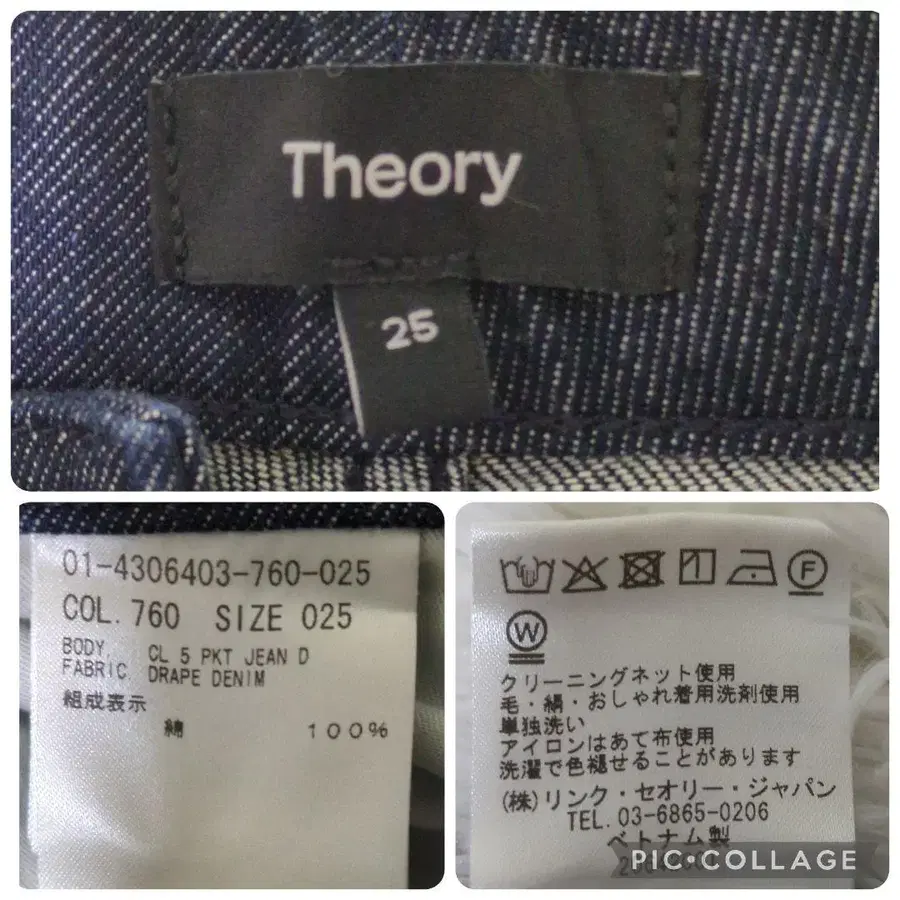 Theory
25
01-4306403-760-025
COL. 760 SIZE 025
BODY. CL 5 PKT JEAN D
FABRIC DRAPE DENIM
組成表示
綿 100%
F
W
クリーニングネット使用
毛・絹・おしゃれ着用洗剤使用
単独洗い
アイロンはあて布使用
洗濯で色褪せることがあります
(株)リンク・セオリー・ジャパン
TEL.03-6865-0206
ベトナム製
PIC•COLLAGE